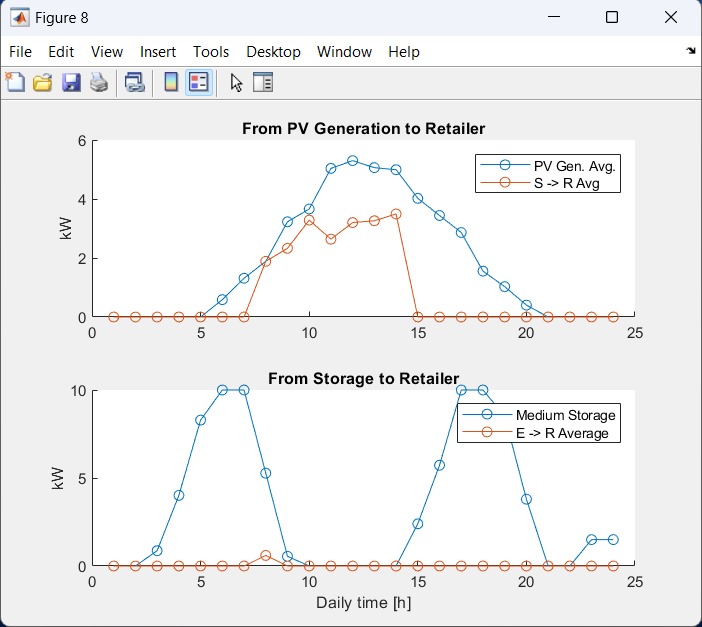 Figure 8
File Edit View Insert Tools Desktop Window Help
From PV Generation to Retailer
6
4
2
0
kW
PV Gen. Avg.
S -> R Avg
0 5 10 15 20 25
From Storage to Retailer
10
5
0
kW
Medium Storage
E -> R Average
0 5 10 15 20 25
Daily time [h]